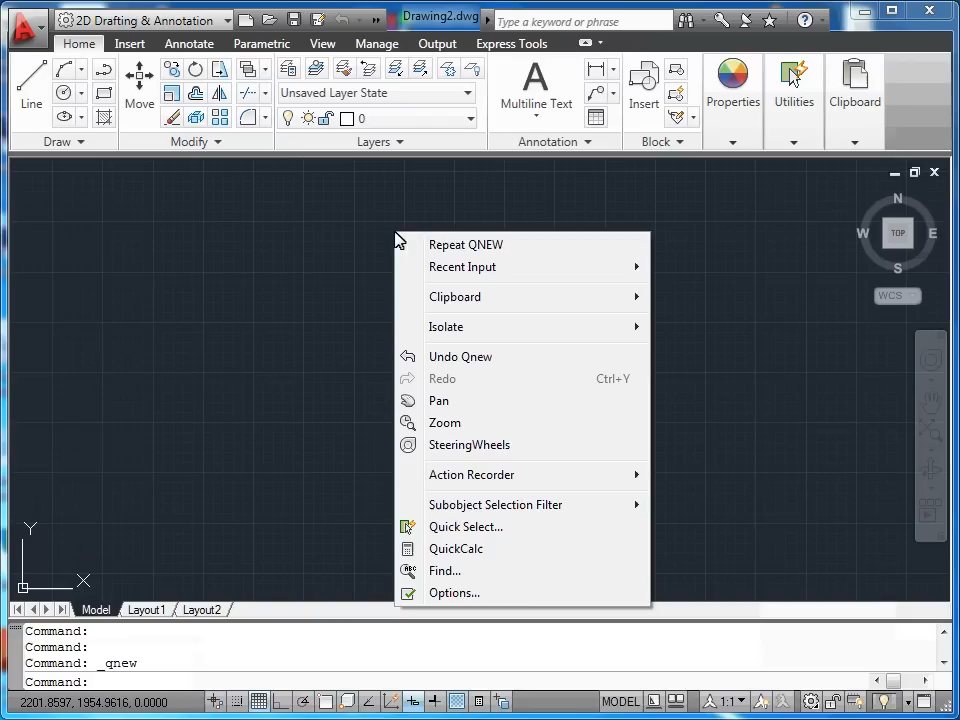 2D Drafting & Annotation
Drawing2.dwg
Type a keyword or phrase
Home Insert Annotate Parametric View Manage Output Express Tools
Line
Move
Unsaved Layer State
0
A
Multiline Text
Insert
Properties
Utilities
Clipboard
Draw
Modify
Layers
Annotation
Block
N
W
TOP
E
S
WCS
Repeat QNEW
Recent Input
Clipboard
Isolate
Undo Qnew
Redo Ctrl+Y
Pan
Zoom
SteeringWheels
Action Recorder
Subobject Selection Filter
Quick Select...
QuickCalc
ABC
Find...
Options...
Y
X
Model Layout1 Layout2
Command:
Command:
Command: _qnew
Command:
2201.8597, 1954.9616, 0.0000
MODEL
1:1